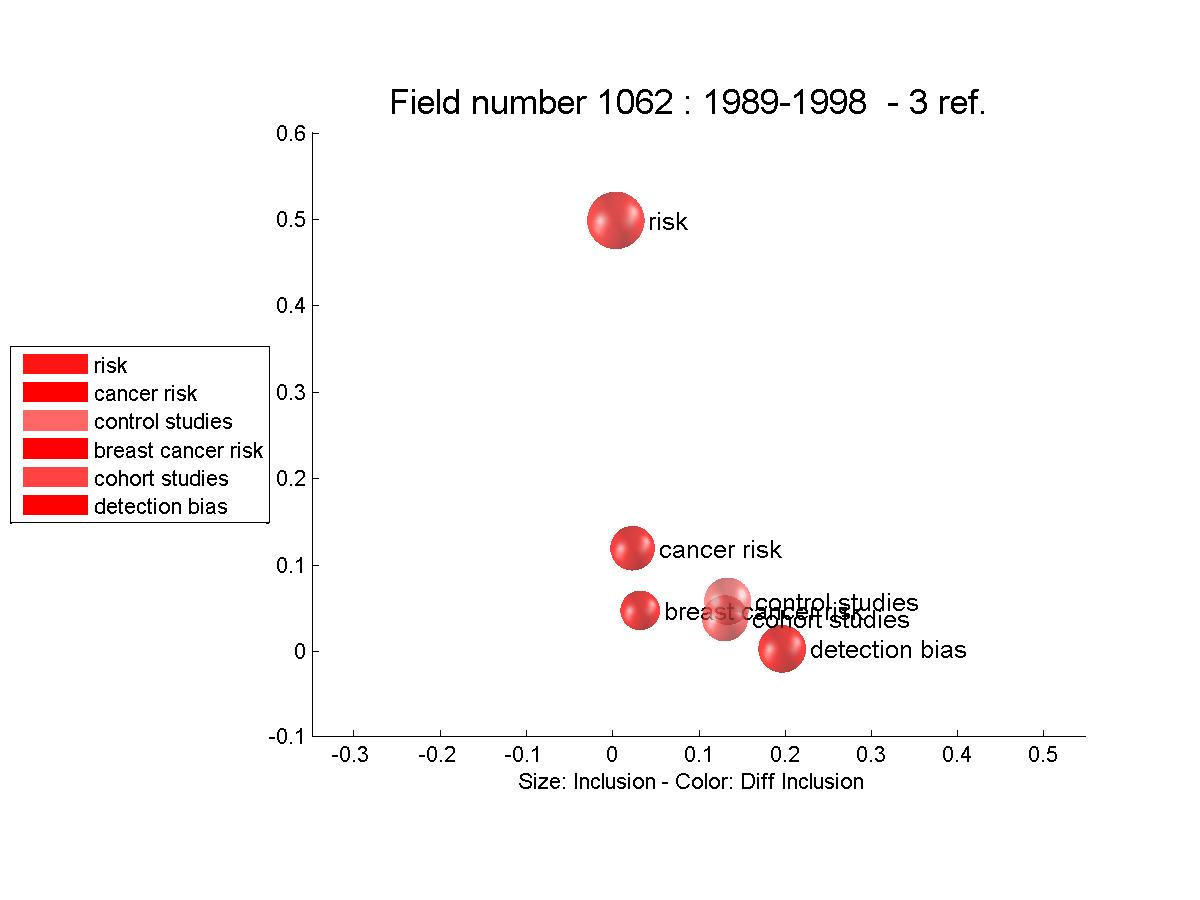 Field number 1062 : 1989-1998 - 3 ref.
0.6
0.5
0.4
0.3
0.2
0.1
0
-0.1
risk
cancer risk
control studies
breast cancer risk
cohort studies
detection bias
risk
cancer risk
control studies
breast cancer risk
cohort studies
detection bias
-0.3 -0.2 -0.1 0 0.1 0.2 0.3 0.4 0.5
Size: Inclusion - Color: Diff Inclusion